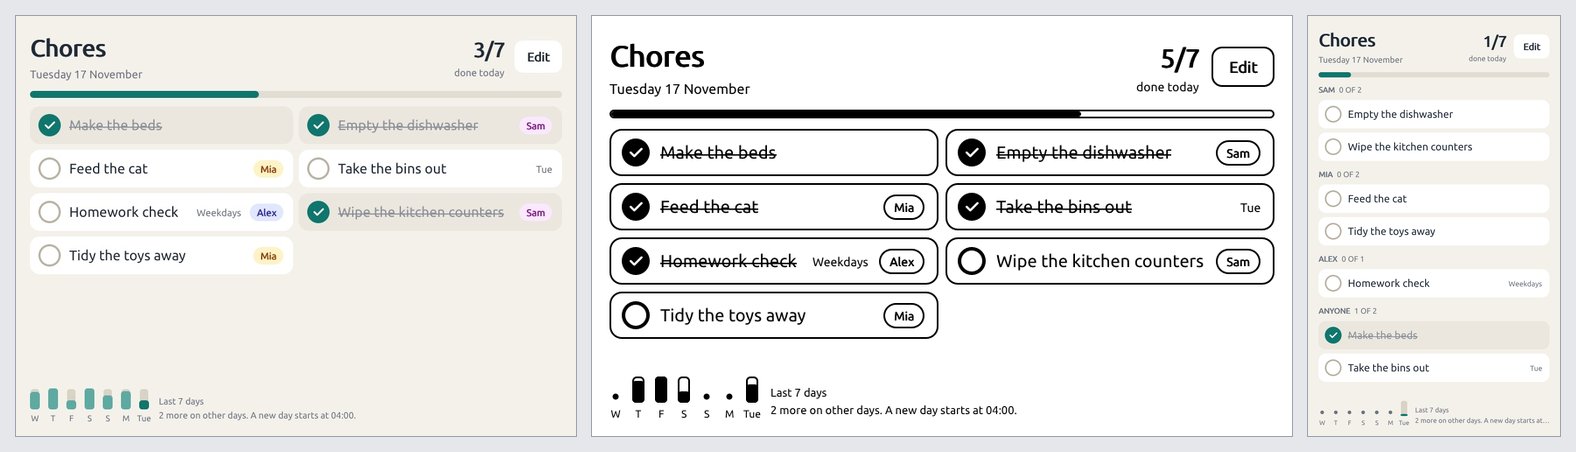 Chores
Tuesday 17 November
3/7
done today
Edit
Make the beds
Empty the dishwasher Sam
Feed the cat Mia
Take the bins out Tue
Homework check Weekdays Alex
Wipe the kitchen counters Sam
Tidy the toys away Mia
W T F S S M Tue
Last 7 days
2 more on other days. A new day starts at 04:00.
Chores
Tuesday 17 November
5/7
done today
Edit
Make the beds
Empty the dishwasher Sam
Feed the cat Mia
Take the bins out Tue
Homework check Weekdays Alex
Wipe the kitchen counters Sam
Tidy the toys away Mia
W T F S S M Tue
Last 7 days
2 more on other days. A new day starts at 04:00.
Chores
Tuesday 17 November
1/7
done today
Edit
SAM 0 OF 2
Empty the dishwasher
Wipe the kitchen counters
MIA 0 OF 2
Feed the cat
Tidy the toys away
ALEX 0 OF 1
Homework check Weekdays
ANYONE 1 OF 2
Make the beds
Take the bins out Tue
W T F S S M Tue
Last 7 days
2 more on other days. A new day starts at...